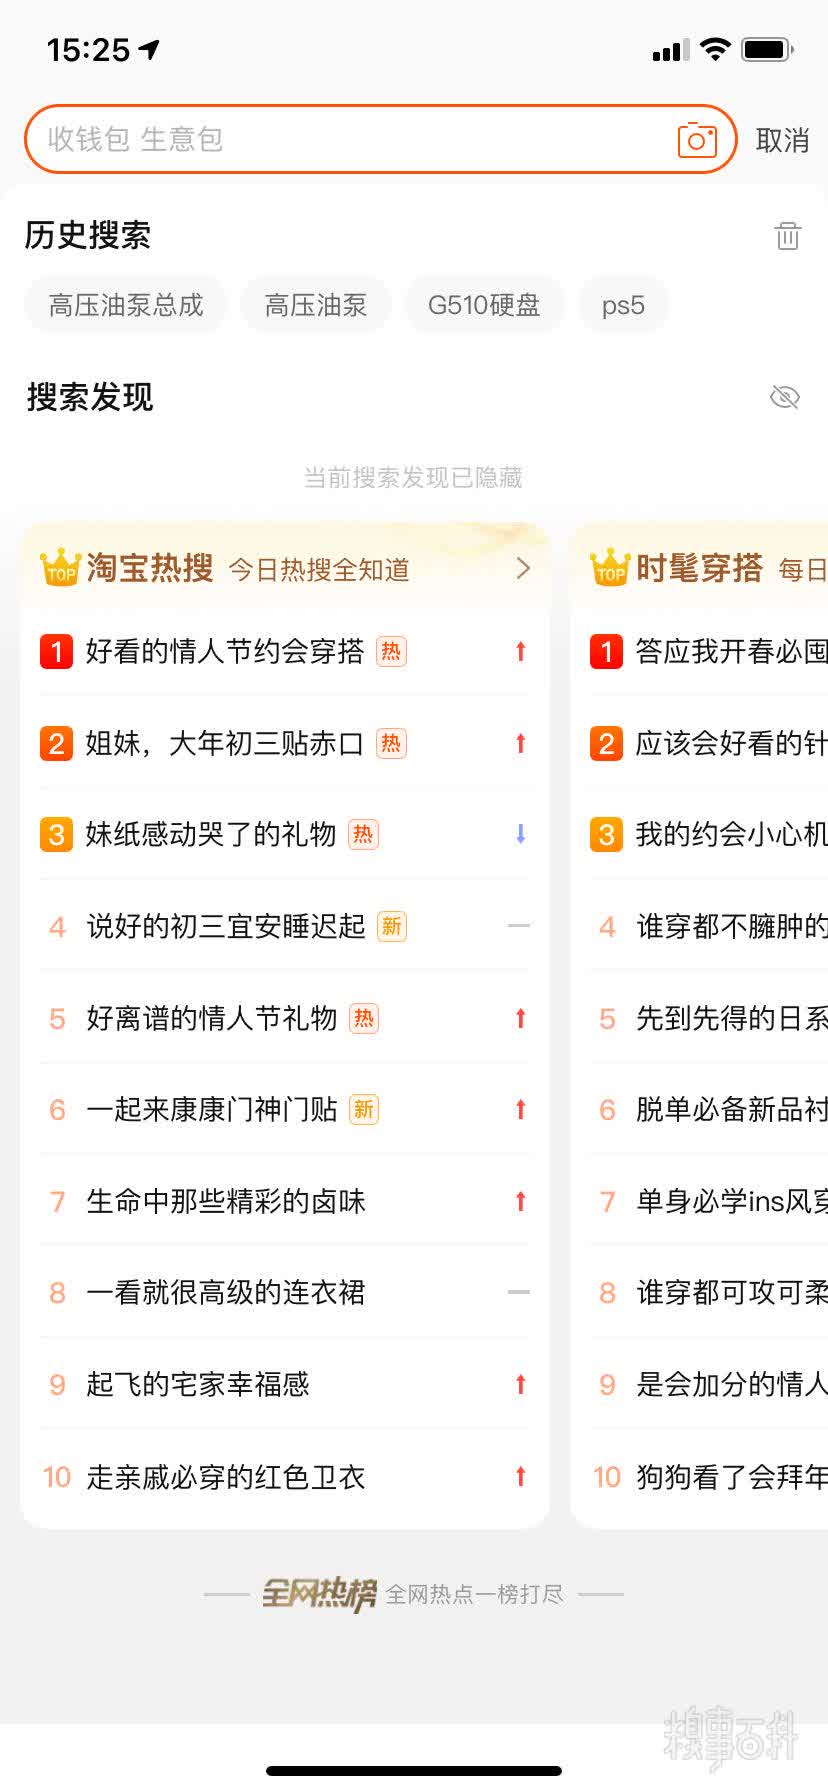 15:25
收钱包 生意包
取消
历史搜索
高压油泵总成 高压油泵 G510硬盘 ps5
搜索发现
当前搜索发现已隐藏
TOP 淘宝热搜 今日热搜全知道
1 好看的情人节约会穿搭 热
2 姐妹，大年初三贴赤口 热
3 妹纸感动哭了的礼物 热
4 说好的初三宜安睡迟起 新
5 好离谱的情人节礼物 热
6 一起来康康门神门贴 新
7 生命中那些精彩的卤味
8 一看就很高级的连衣裙
9 起飞的宅家幸福感
10 走亲戚必穿的红色卫衣
TOP 时髦穿搭 每日
1 答应我开春必囤
2 应该会好看的针
3 我的约会小心机
4 谁穿都不臃肿的
5 先到先得的日系
6 脱单必备新品衬
7 单身必学ins风穿
8 谁穿都可攻可柔
9 是会加分的情人
10 狗狗看了会拜年
全网热榜 全网热点一榜打尽
糗事百科